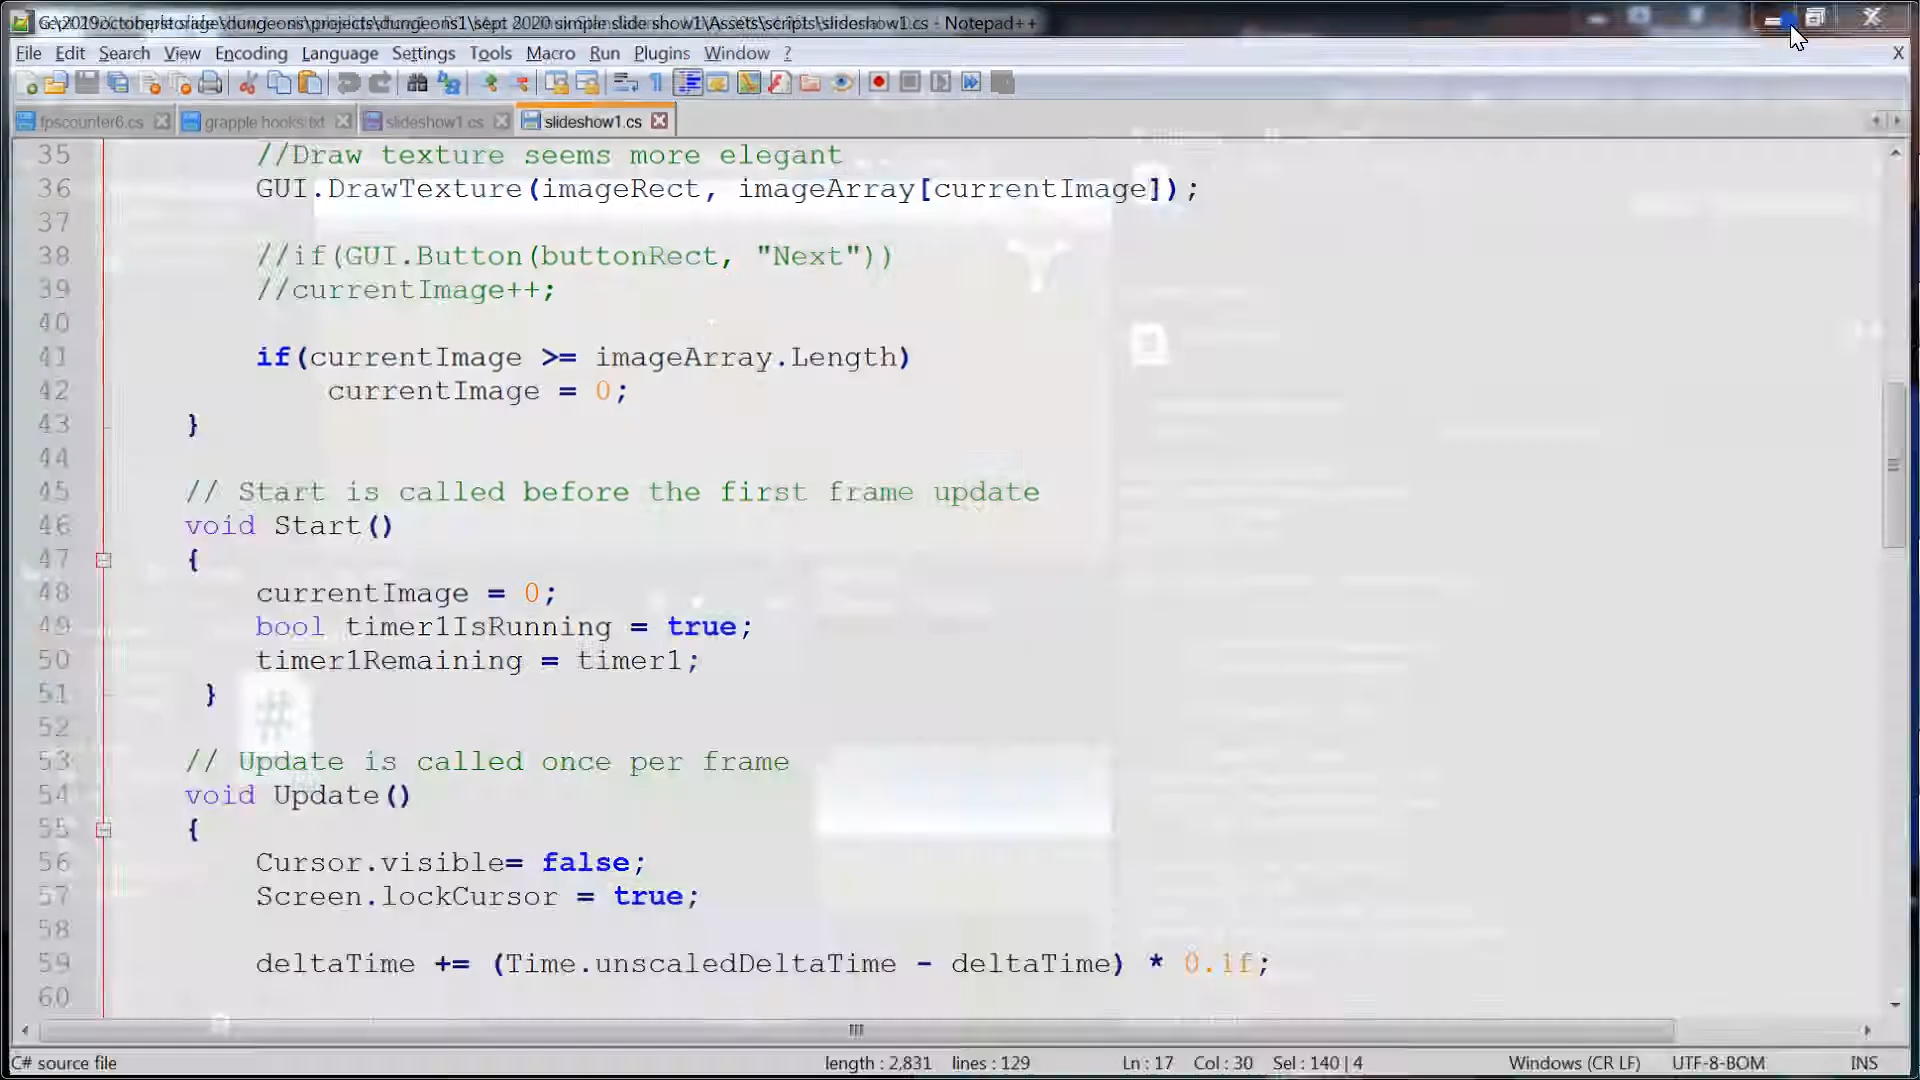 slide show1\Assets\scripts\slideshow1.cs - Notepad++
File Edit Search View Encoding Language Settings Tools Macro Run Plugins Window ? X
fpscounter6.cs grapple hooks.txt slideshow1.cs slideshow1.cs
35 //Draw texture seems more elegant
36 GUI.DrawTexture(imageRect, imageArray[currentImage]);
37
38 //if(GUI.Button(buttonRect, "Next"))
39 //currentImage++;
40
41 if(currentImage >= imageArray.Length)
42 currentImage = 0;
43 }
44
45 // Start is called before the first frame update
46 void Start()
47 {
48 currentImage = 0;
49 bool timer1IsRunning = true;
50 timer1Remaining = timer1;
51 }
52
53 // Update is called once per frame
54 void Update()
55 {
56 Cursor.visible= false;
57 Screen.lockCursor = true;
58
59 deltaTime += (Time.unscaledDeltaTime - deltaTime) * 0.1f;
60
C# source file length : 2,831 lines : 129 Ln : 17 Col : 30 Sel : 140 | 4 Windows (CR LF) UTF-8-BOM INS